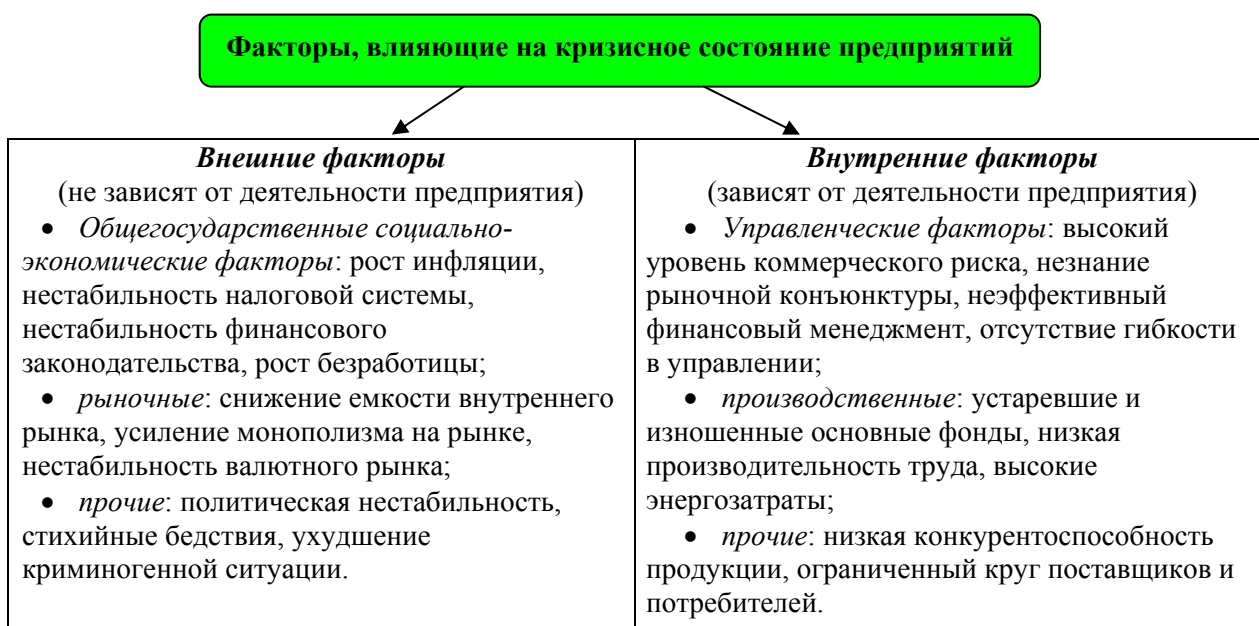 Факторы, влияющие на кризисное состояние предприятий
Внешние факторы
(не зависят от деятельности предприятия)
• Общегосударственные социально-
экономические факторы: рост инфляции,
нестабильность налоговой системы,
нестабильность финансового
законодательства, рост безработицы;
• рыночные: снижение емкости внутреннего
рынка, усиление монополизма на рынке,
нестабильность валютного рынка;
• прочие: политическая нестабильность,
стихийные бедствия, ухудшение
криминогенной ситуации.
Внутренние факторы
(зависят от деятельности предприятия)
• Управленческие факторы: высокий
уровень коммерческого риска, незнание
рыночной конъюнктуры, неэффективный
финансовый менеджмент, отсутствие гибкости
в управлении;
• производственные: устаревшие и
изношенные основные фонды, низкая
производительность труда, высокие
энергозатраты;
• прочие: низкая конкурентоспособность
продукции, ограниченный круг поставщиков и
потребителей.